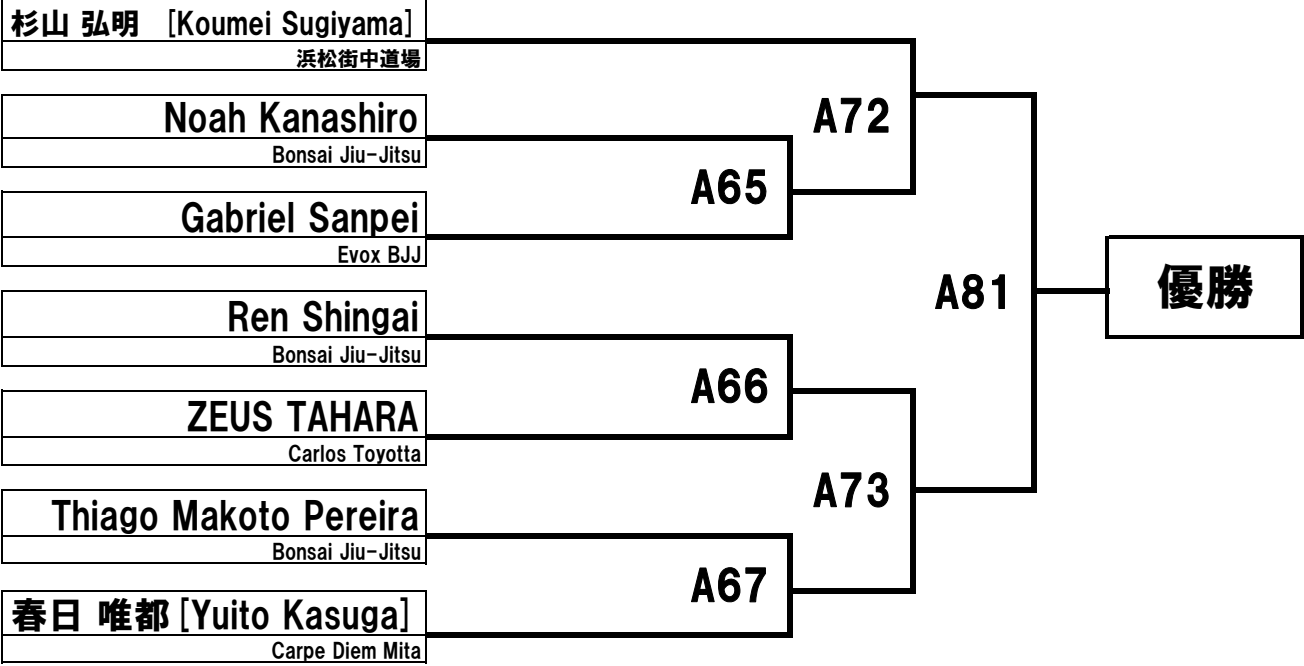 杉山 弘明 [Koumei Sugiyama]
浜松街中道場
Noah Kanashiro
Bonsai Jiu-Jitsu
Gabriel Sanpei
Evox BJJ
Ren Shingai
Bonsai Jiu-Jitsu
ZEUS TAHARA
Carlos Toyotta
Thiago Makoto Pereira
Bonsai Jiu-Jitsu
春日 唯都 [Yuito Kasuga]
Carpe Diem Mita
A65
A66
A67
A72
A73
A81
優勝